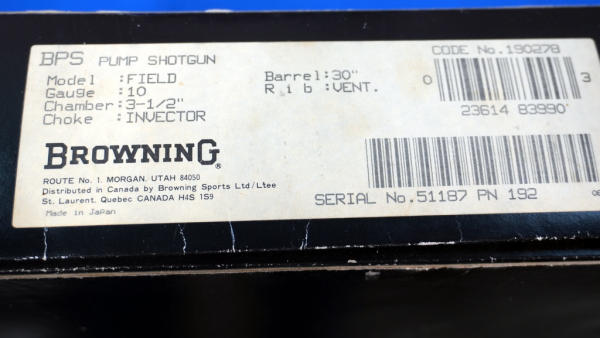 BPS PUMP SHOTGUN
Model :FIELD
Gauge :10
Chamber:3-1/2"
Choke :INVECTOR
Barrel:30"
Rib:VENT.
CODE No.190278
0 3
23614 83990
BROWNING®
ROUTE No. 1. MORGAN, UTAH 84050
Distributed in Canada by Browning Sports Ltd/Ltee
St. Laurent, Quebec CANADA H4S 1S9
Made in Japan
SERIAL No.51187 PN 192